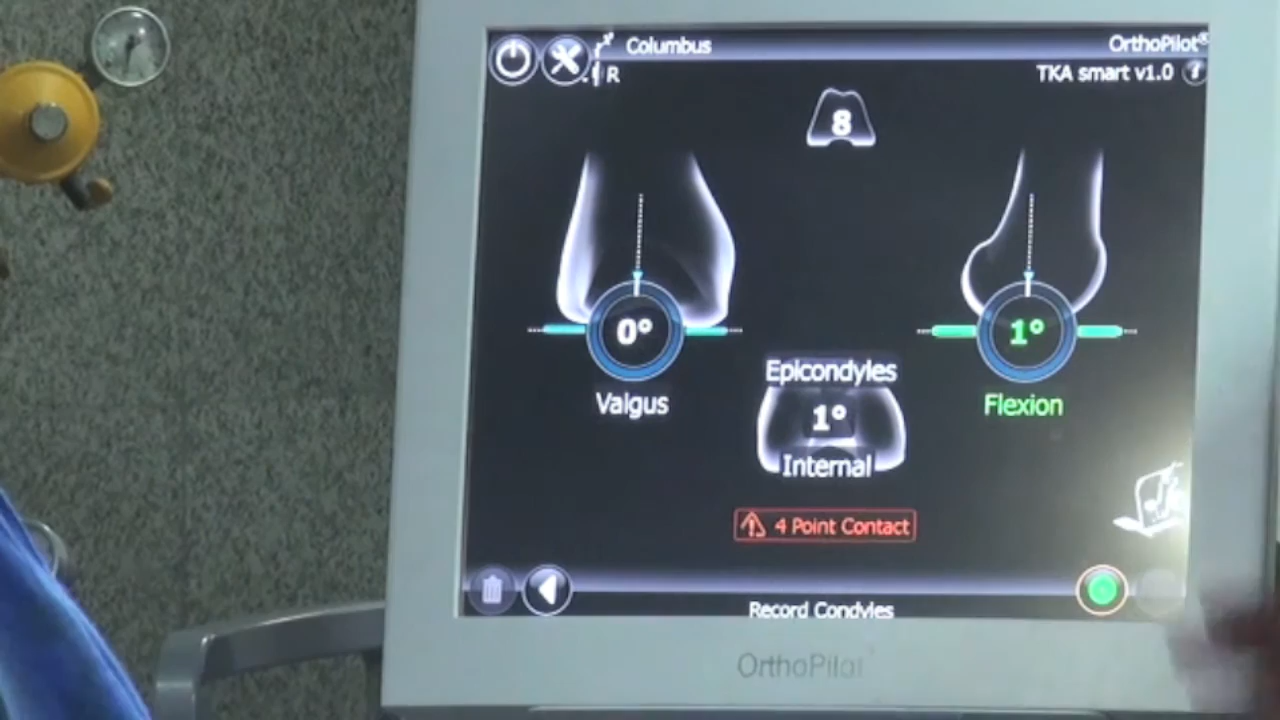 Columbus
OrthoPilot®
R
TKA smart v1.0
8
0°
1°
Valgus
Flexion
Epicondyles
1°
Internal
4 Point Contact
Record Condyles
OrthoPilot